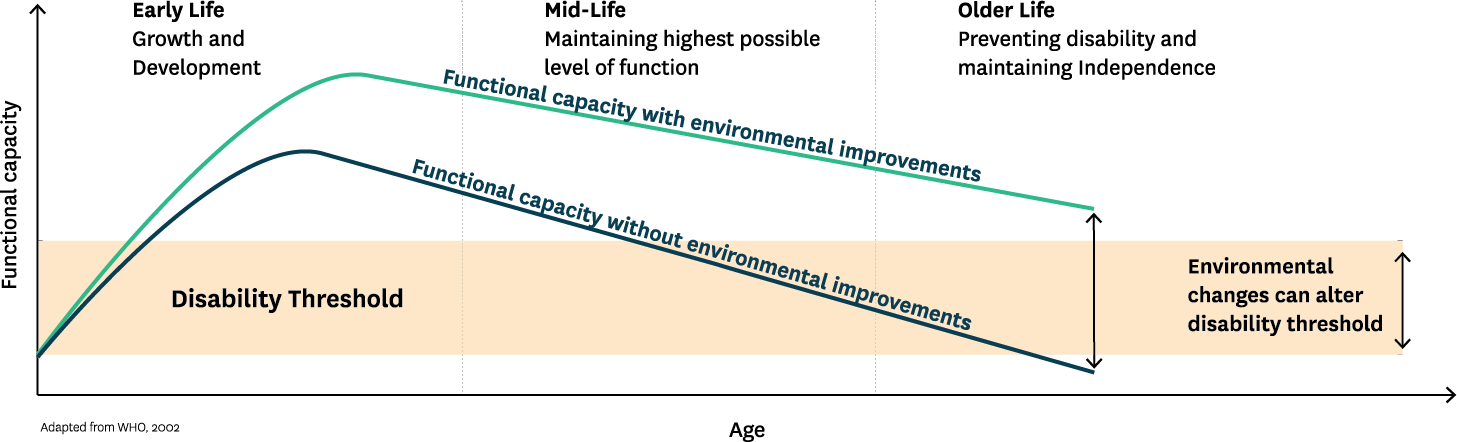 Early Life
Growth and
Development
Mid-Life
Maintaining highest possible
level of function
Older Life
Preventing disability and
maintaining Independence
Functional capacity
Functional capacity with environmental improvements
Functional capacity without environmental improvements
Disability Threshold
Environmental
changes can alter
disability threshold
Adapted from WHO, 2002
Age